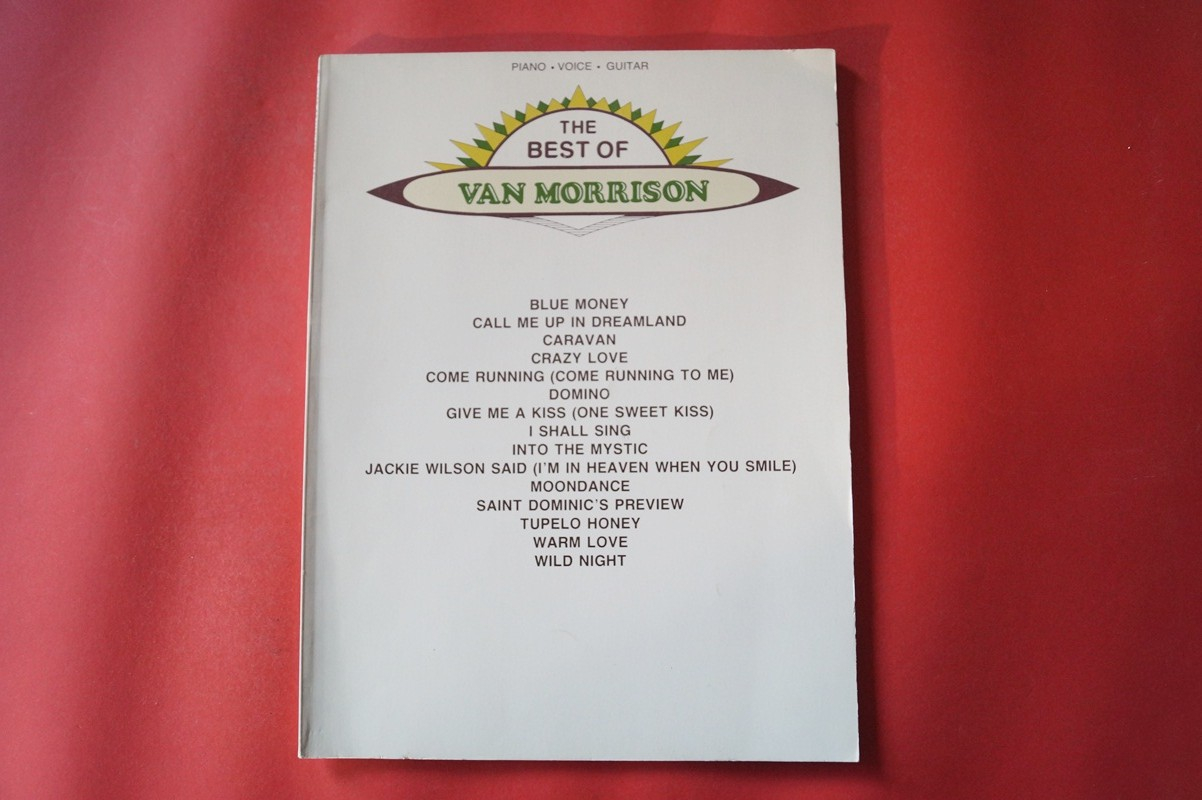 PIANO • VOICE • GUITAR
THE
BEST OF
VAN MORRISON
BLUE MONEY
CALL ME UP IN DREAMLAND
CARAVAN
CRAZY LOVE
COME RUNNING (COME RUNNING TO ME)
DOMINO
GIVE ME A KISS (ONE SWEET KISS)
I SHALL SING
INTO THE MYSTIC
JACKIE WILSON SAID (I'M IN HEAVEN WHEN YOU SMILE)
MOONDANCE
SAINT DOMINIC'S PREVIEW
TUPELO HONEY
WARM LOVE
WILD NIGHT